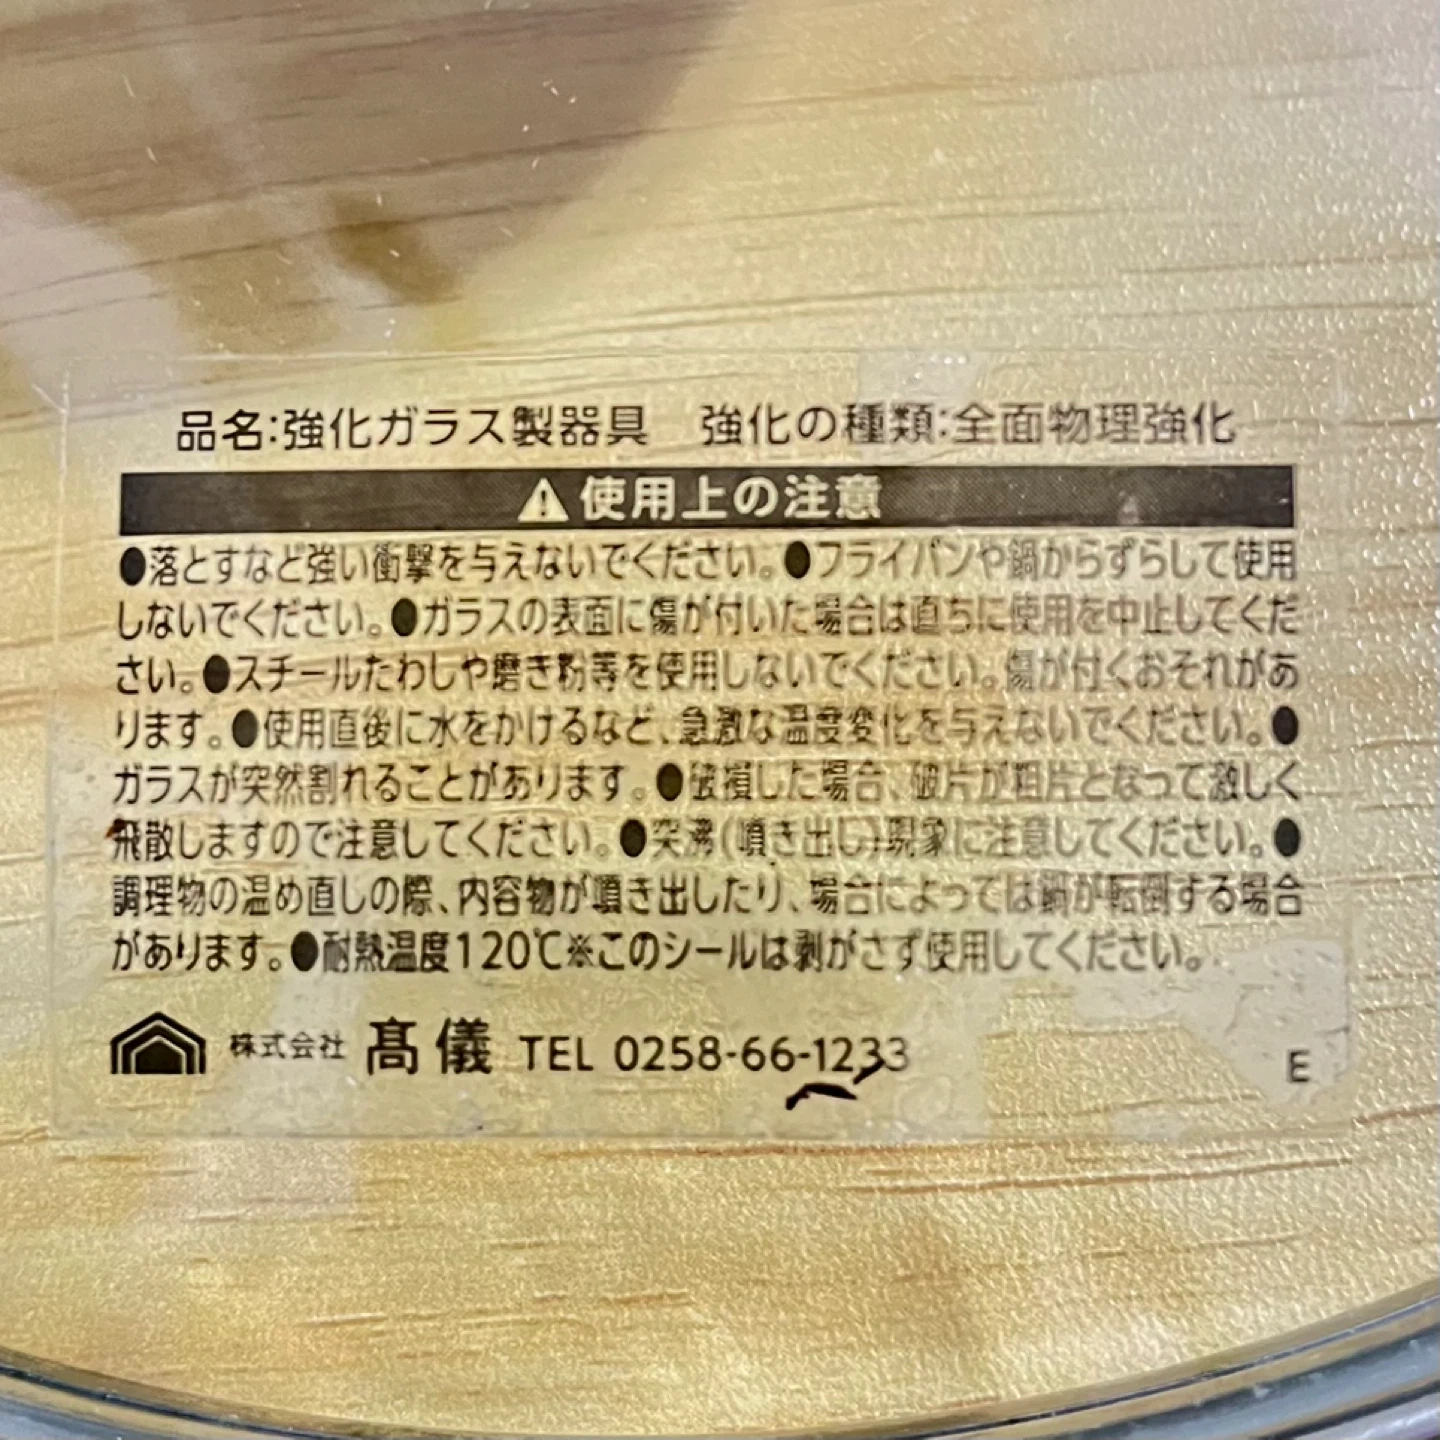 品名:強化ガラス製器具　強化の種類:全面物理強化
⚠使用上の注意
●落とすなど強い衝撃を与えないでください。●フライパンや鍋からずらして使用
しないでください。●ガラスの表面に傷が付いた場合は直ちに使用を中止してくだ
さい。●スチールたわしや磨き粉等を使用しないでください。傷が付くおそれがあ
ります。●使用直後に水をかけるなど、急激な温度変化を与えないでください。●
ガラスが突然割れることがあります。●破損した場合、破片が粗片となって激しく
飛散しますので注意してください。●突沸(噴き出し)現象に注意してください。●
調理物の温め直しの際、内容物が噴き出したり、場合によっては鍋が転倒する場合
があります。●耐熱温度120℃※このシールは剥がさず使用してください。
株式会社 髙儀 TEL 0258-66-1233 E